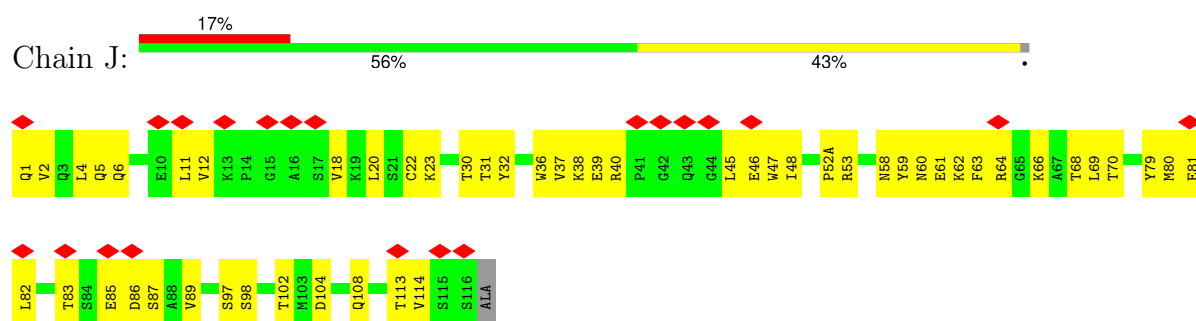 17%
Chain J:
56% 43% •
Q1 V2 Q3 L4 Q5 Q6 E10 L11 V12 K13 P14 G15 A16 S17 V18 K19 L20 S21 C22 K23 T30 T31 Y32 W36 V37 K38 E39 R40 P41 G42 Q43 G44 L45 E46 W47 I48 P52A R53 N58 Y59 N60 E61 K62 F63 R64 G65 K66 A67 T68 L69 T70 Y79 M80 E81
L82 T83 S84 E85 D86 S87 A88 V89 S97 S98 T102 M103 D104 Q108 T113 V114 S115 S116 ALA